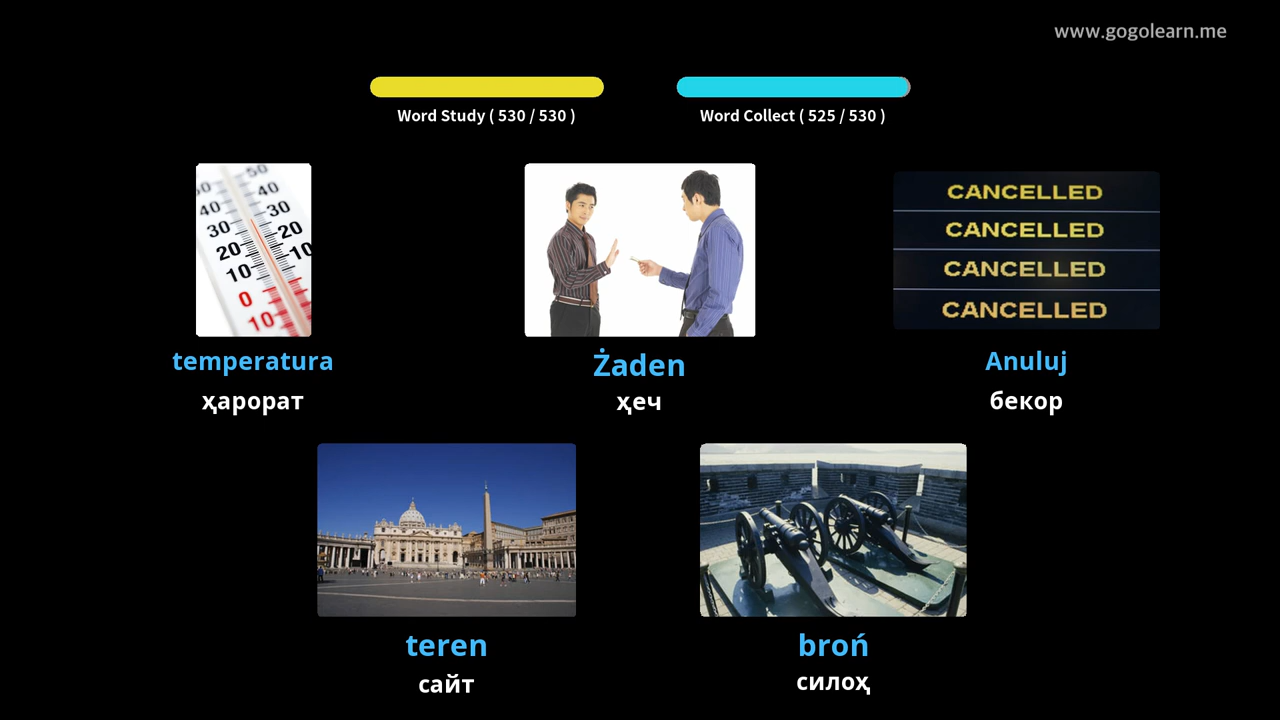 www.gogolearn.me
Word Study ( 530 / 530 )
Word Collect ( 525 / 530 )
50
50
40
40
30
30
20
20
10
10
0
10
CANCELLED
CANCELLED
CANCELLED
CANCELLED
temperatura
Żaden
Anuluj
ҳарорат
ҳеч
бекор
teren
broń
сайт
силоҳ